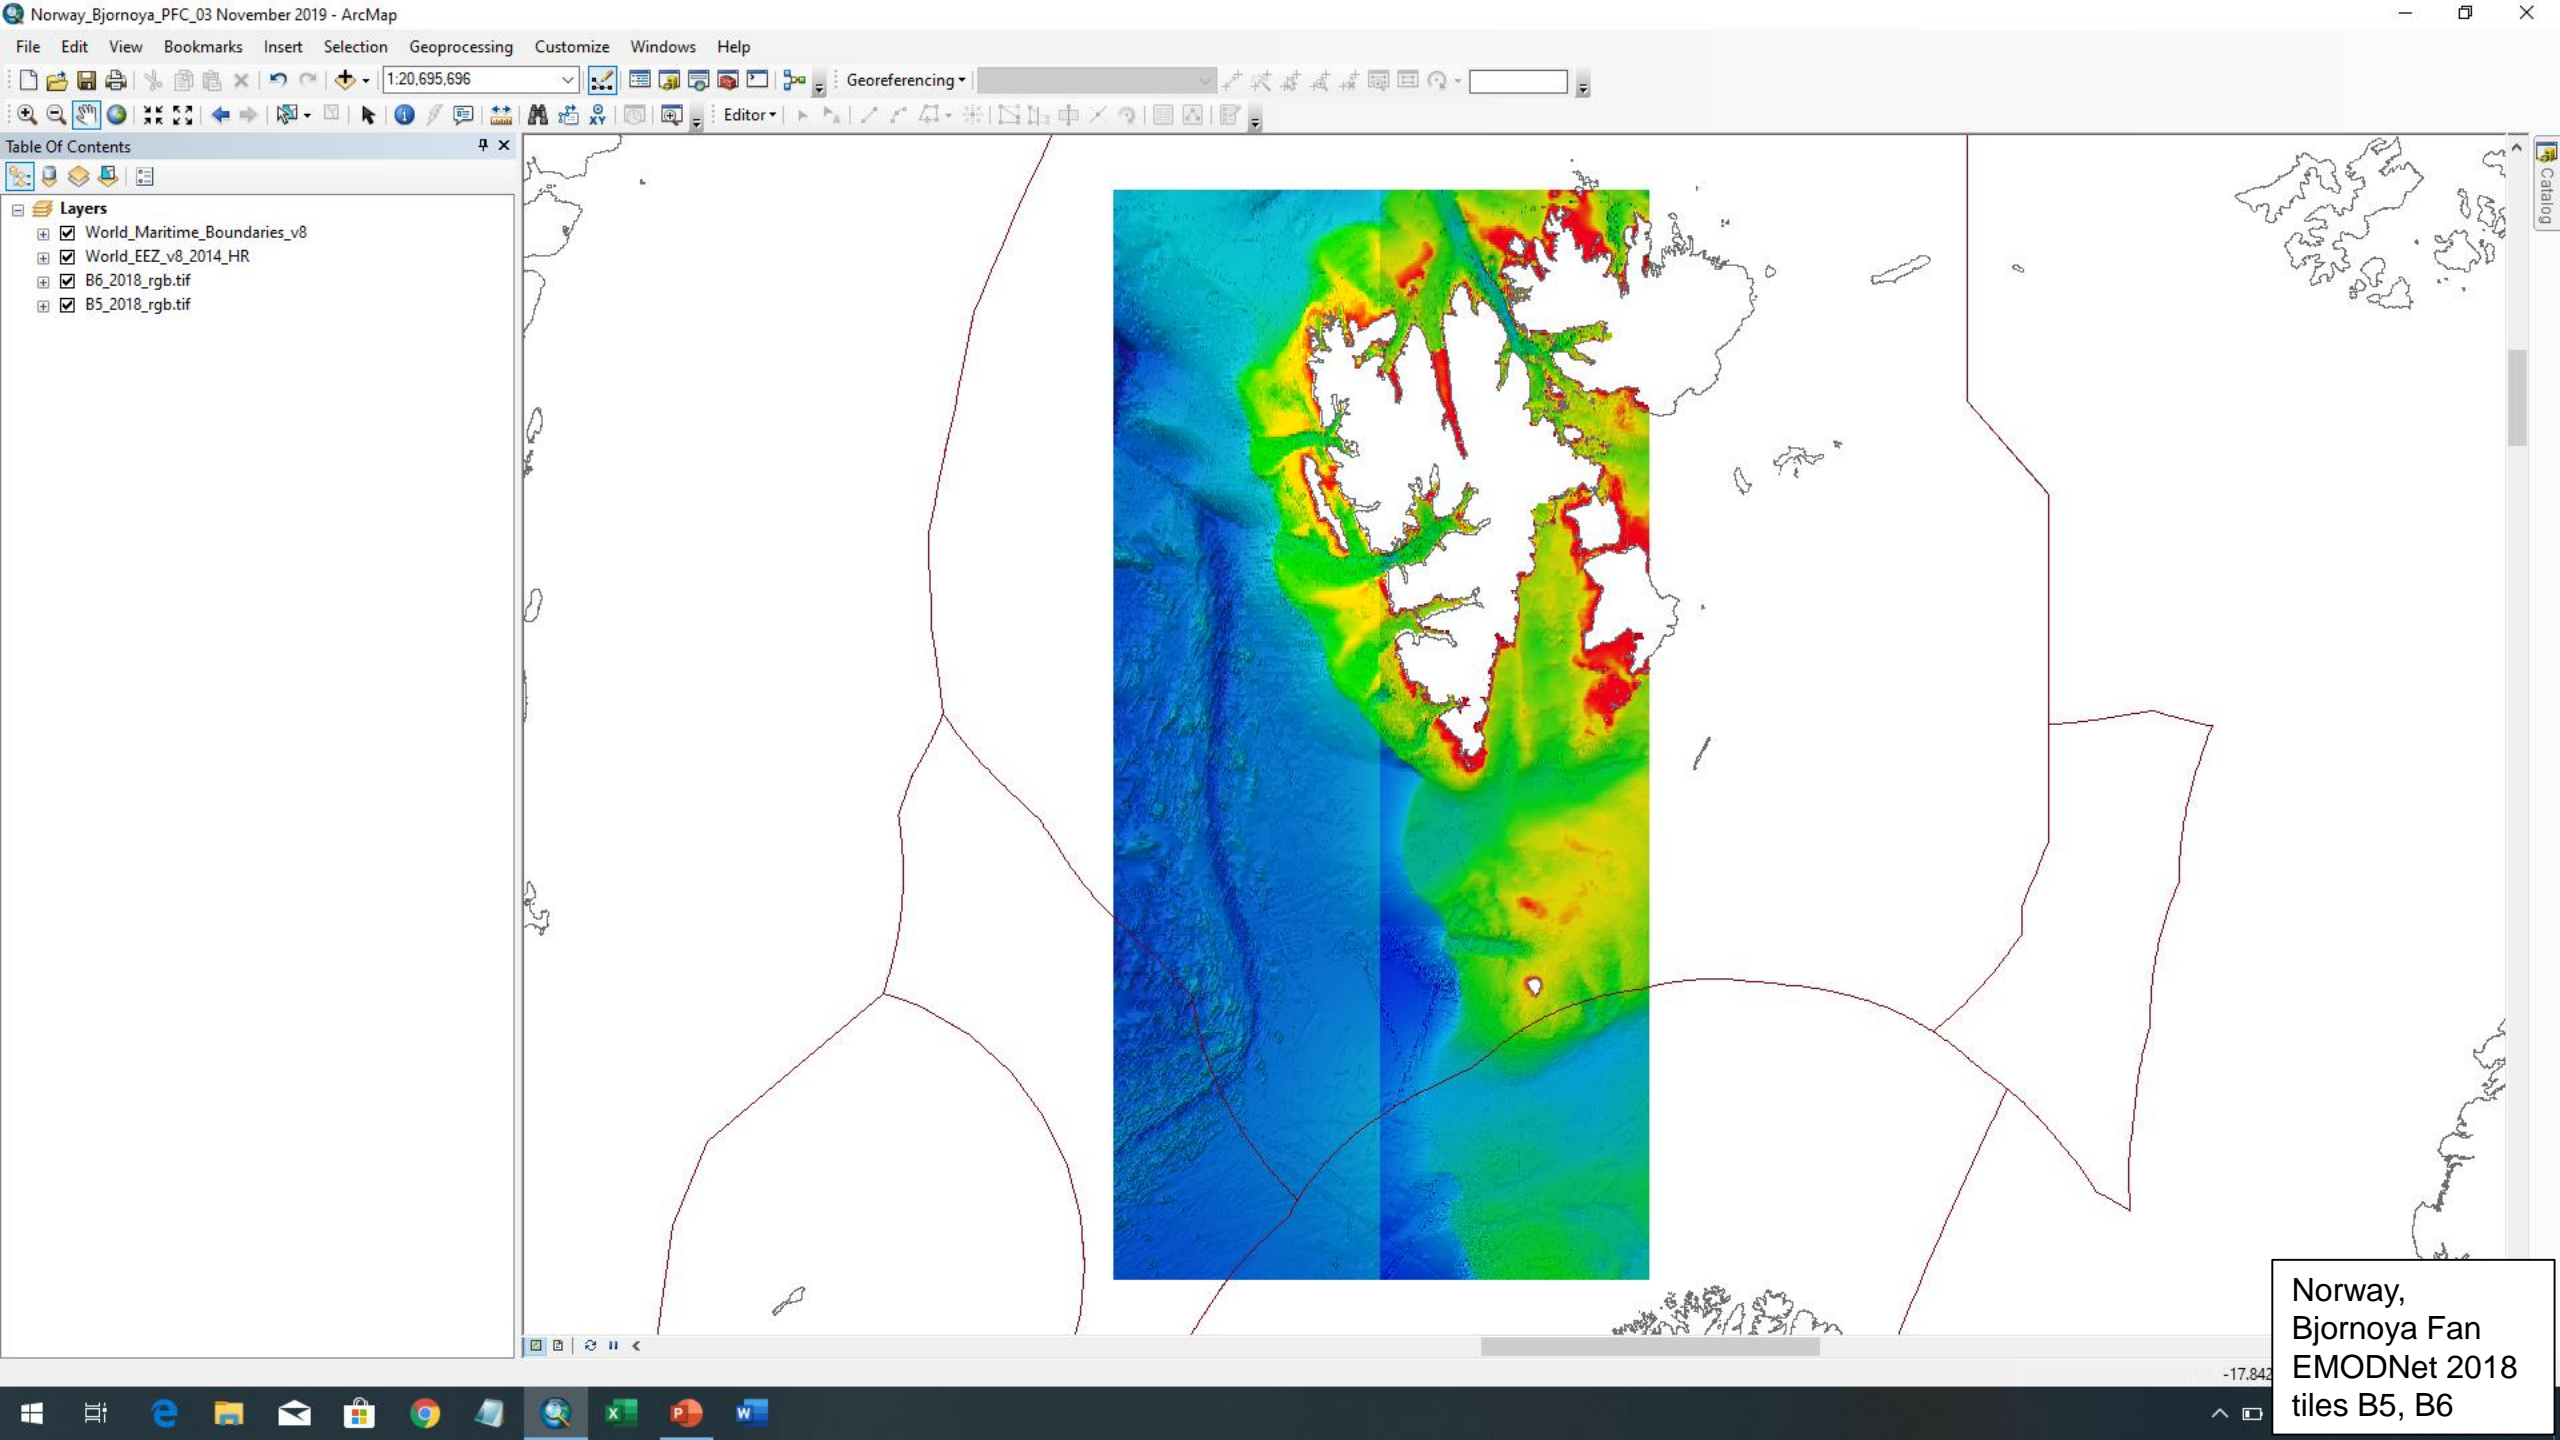 Norway_Bjornoya_PFC_03 November 2019 - ArcMap
File Edit View Bookmarks Insert Selection Geoprocessing Customize Windows Help
1:20,695,696
Georeferencing
Editor
Table Of Contents
Layers
World_Maritime_Boundaries_v8
World_EEZ_v8_2014_HR
B6_2018_rgb.tif
B5_2018_rgb.tif
Catalog
-17.842
Norway,
Bjornoya Fan
EMODNet 2018
tiles B5, B6